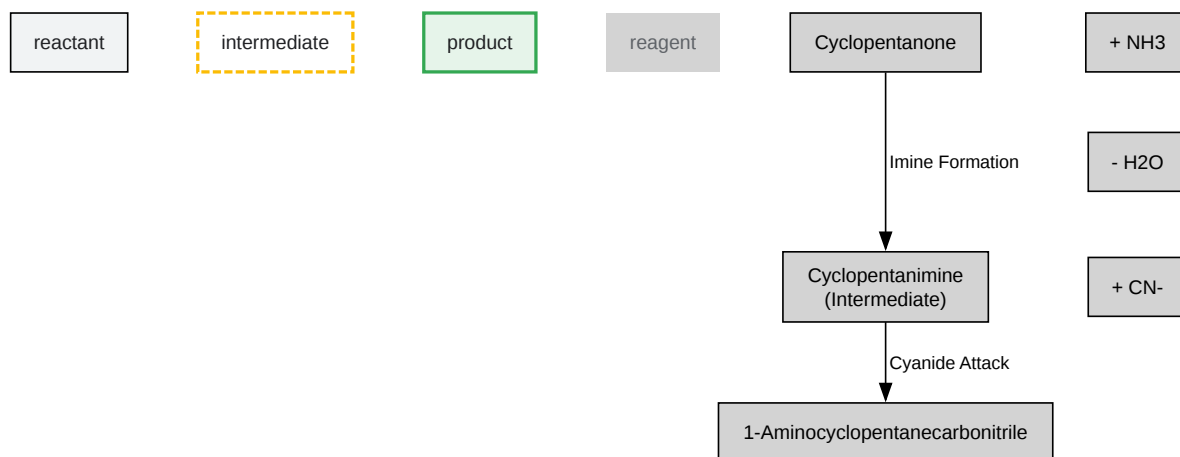 reactant
intermediate
product
reagent
Cyclopentanone
+ NH3
Imine Formation
- H2O
Cyclopentanimine
(Intermediate)
+ CN-
Cyanide Attack
1-Aminocyclopentanecarbonitrile